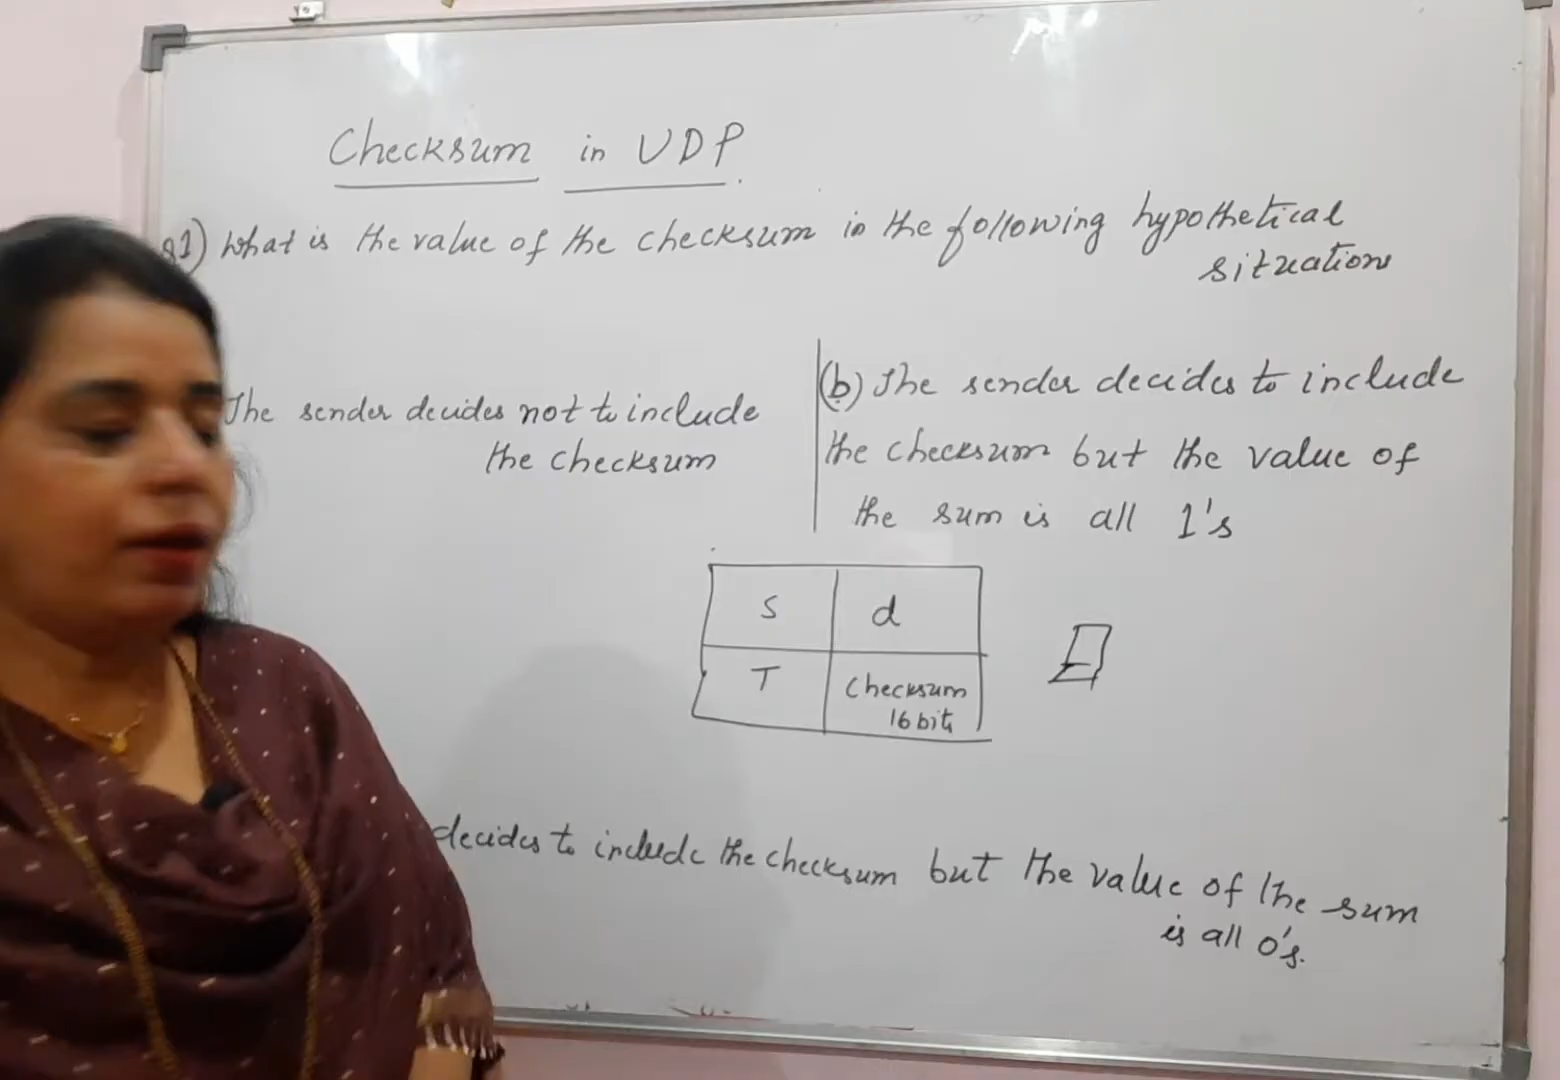 Checksum in UDP
Q1) What is the value of the checksum in the following hypothetical
situation
The sender decides not to include
the checksum
(b) The sender decides to include
the checksum but the value of
the sum is all 1's
S d
T Checksum
16 bit
decides to include the checksum but the value of the sum
is all 0's.